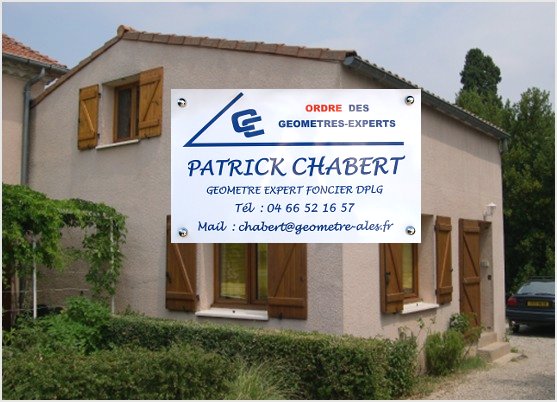 ORDRE DES
GEOMETRES-EXPERTS
PATRICK CHABERT
GEOMETRE EXPERT FONCIER DPLG
Tél : 04 66 52 16 57
Mail : chabert@geometre-ales.fr